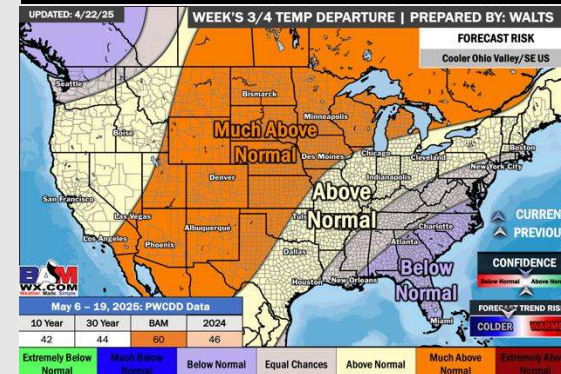 UPDATED: 4/22/25
WEEK'S 3/4 TEMP DEPARTURE | PREPARED BY: WALTS
FORECAST RISK
Cooler Ohio Valley/SE US
Seattle
Bismarck
Minneapolis
Boise
Much Above
Normal
Des Moines
Chicago
Cleveland
Boston
New York City
Denver
Indianapolis
San Francisco
Above
Normal
Las Vegas
Los Angeles
Phoenix
Albuquerque
Tuls
Charlotte
Atlanta
Dallas
Houston
New Orleans
Below
Normal
Miami
CURREN
PREVIOU
CONFIDENCE
Below Normal
Above No
FORECAST TREND RIS
COLDER
WARME
BAM
WX.COM
Weather Made Simple
May 6 – 19, 2025: PWCDD Data
10 Year 30 Year BAM 2024
42 44 60 46
Extremely Below Normal
Much Below Normal
Below Normal
Equal Chances
Above Normal
Much Above Normal
Extremely Abo
Normal